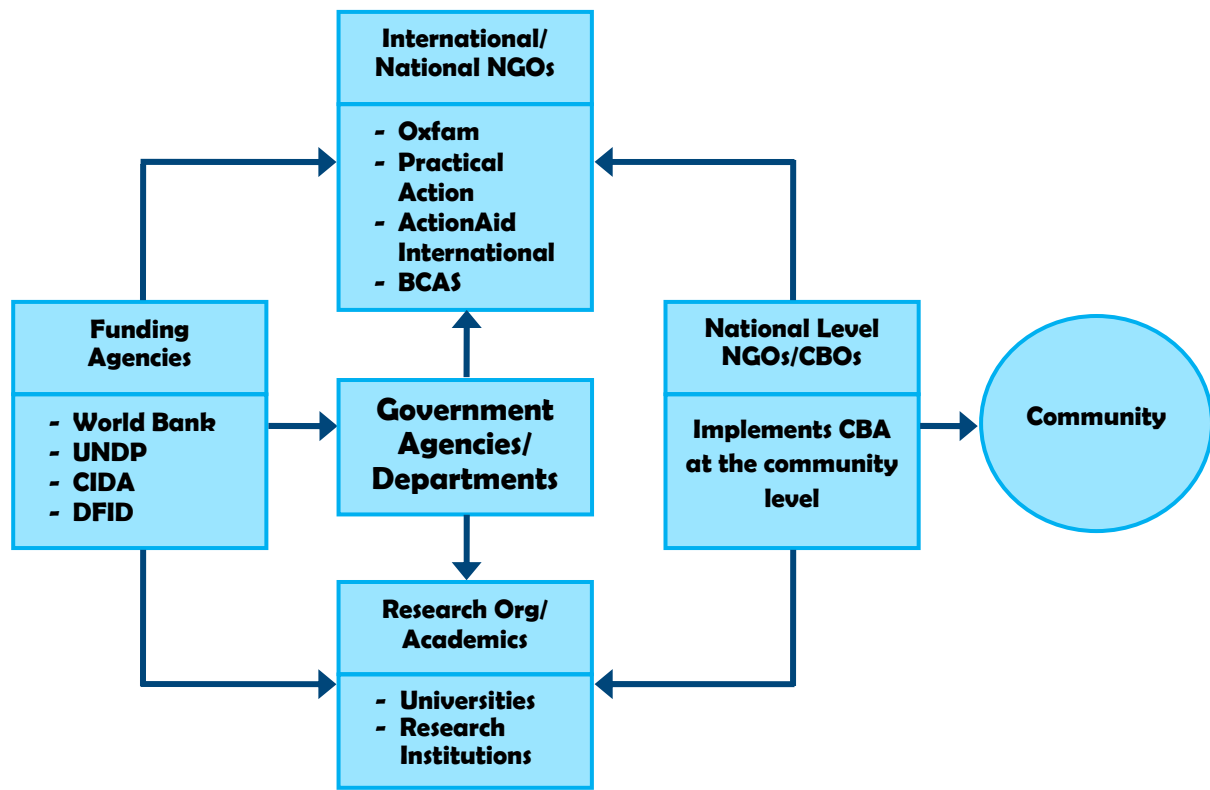 International/
National NGOs
- Oxfam
- Practical
Action
- ActionAid
International
- BCAS
Funding
Agencies
- World Bank
- UNDP
- CIDA
- DFID
Government
Agencies/
Departments
National Level
NGOs/CBOs
Implements CBA
at the community
level
Community
Research Org/
Academics
- Universities
- Research
Institutions